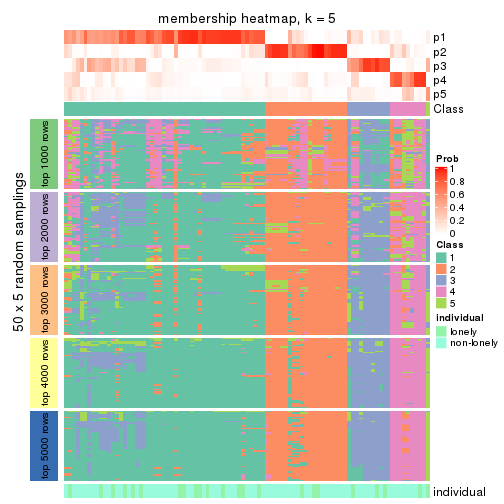 membership heatmap, k = 5
p1
p2
p3
p4
p5
Class
50 x 5 random samplings
top 1000 rows
top 2000 rows
top 3000 rows
top 4000 rows
top 5000 rows
individual
Prob
1
0.8
0.6
0.4
0.2
0
Class
1
2
3
4
5
individual
lonely
non-lonely